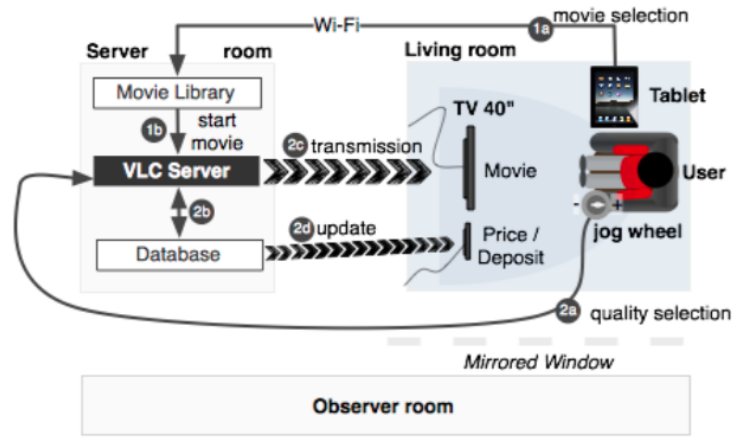 Wi-Fi
1a movie selection
Server room
Living room
Movie Library
Tablet
TV 40"
1b start
movie
2c transmission
VLC Server
Movie
User
2b
- +
2d update
Price /
Deposit
jog wheel
Database
2a quality selection
Mirrored Window
Observer room